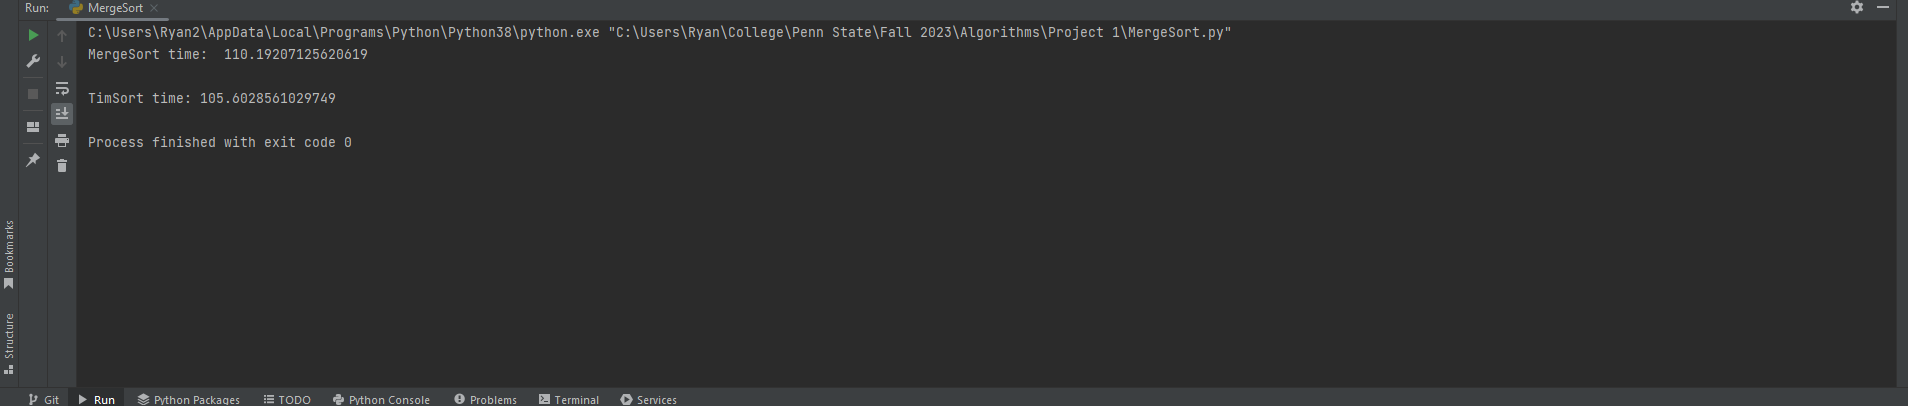 Run: MergeSort
C:\Users\Ryan2\AppData\Local\Programs\Python\Python38\python.exe "C:\Users\Ryan\College\Penn State\Fall 2023\Algorithms\Project 1\MergeSort.py"
MergeSort time:  110.19207125620619
TimSort time: 105.6028561029749
Process finished with exit code 0
Bookmarks
Structure
Git Run Python Packages TODO Python Console Problems Terminal Services